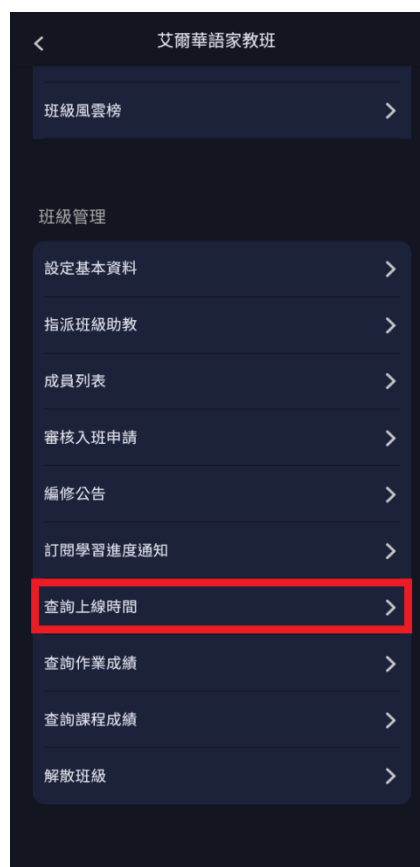 艾爾華語家教班
班級風雲榜
班級管理
設定基本資料
指派班級助教
成員列表
審核入班申請
編修公告
訂閱學習進度通知
查詢上線時間
查詢作業成績
查詢課程成績
解散班級